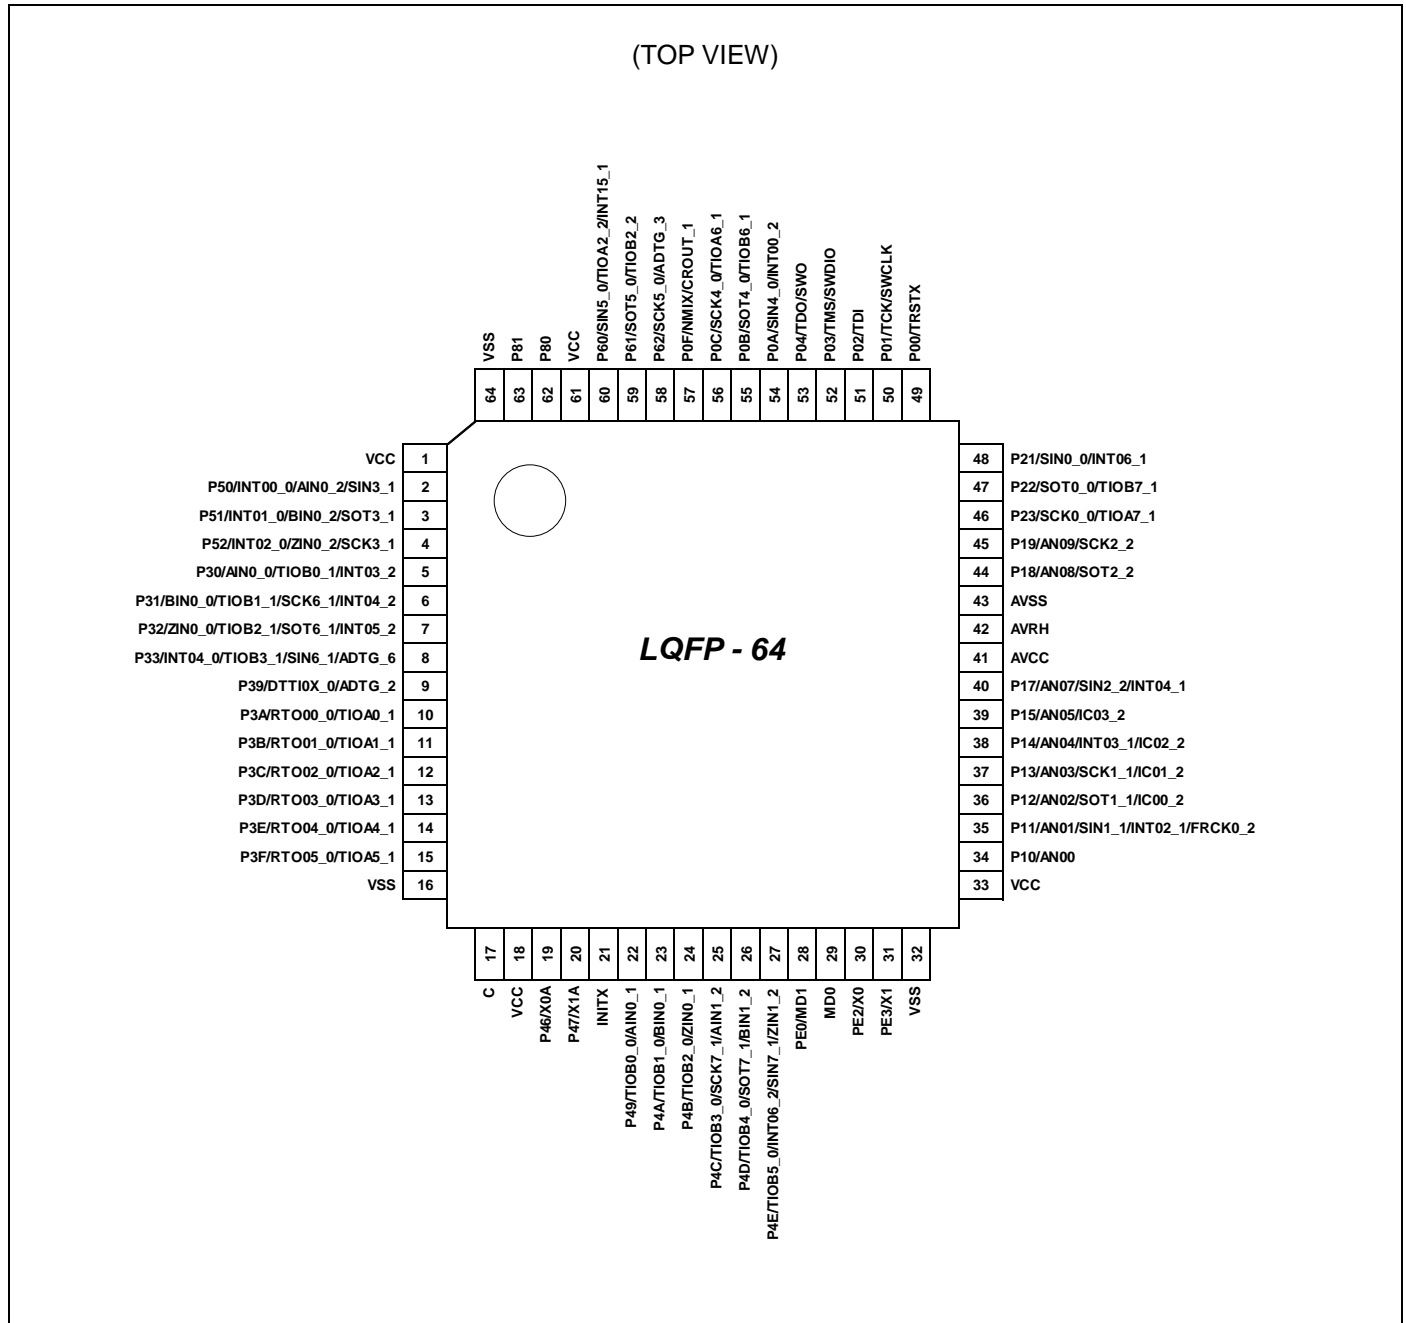 (TOP VIEW)
VSS
P81
P80
VCC
P60/SIN5_0/TIOA2_2/INT15_1
P61/SOT5_0/TIOB2_2
P62/SCK5_0/ADTG_3
P0F/NMIX/CROUT_1
P0C/SCK4_0/TIOA6_1
P0B/SOT4_0/TIOB6_1
P0A/SIN4_0/INT00_2
P04/TDO/SWO
P03/TMS/SWDIO
P02/TDI
P01/TCK/SWCLK
P00/TRSTX
64
63
62
61
60
59
58
57
56
55
54
53
52
51
50
49
VCC 1
P50/INT00_0/AIN0_2/SIN3_1 2
P51/INT01_0/BIN0_2/SOT3_1 3
P52/INT02_0/ZIN0_2/SCK3_1 4
P30/AIN0_0/TIOB0_1/INT03_2 5
P31/BIN0_0/TIOB1_1/SCK6_1/INT04_2 6
P32/ZIN0_0/TIOB2_1/SOT6_1/INT05_2 7
P33/INT04_0/TIOB3_1/SIN6_1/ADTG_6 8
P39/DTTI0X_0/ADTG_2 9
P3A/RTO00_0/TIOA0_1 10
P3B/RTO01_0/TIOA1_1 11
P3C/RTO02_0/TIOA2_1 12
P3D/RTO03_0/TIOA3_1 13
P3E/RTO04_0/TIOA4_1 14
P3F/RTO05_0/TIOA5_1 15
VSS 16
LQFP - 64
48 P21/SIN0_0/INT06_1
47 P22/SOT0_0/TIOB7_1
46 P23/SCK0_0/TIOA7_1
45 P19/AN09/SCK2_2
44 P18/AN08/SOT2_2
43 AVSS
42 AVRH
41 AVCC
40 P17/AN07/SIN2_2/INT04_1
39 P15/AN05/IC03_2
38 P14/AN04/INT03_1/IC02_2
37 P13/AN03/SCK1_1/IC01_2
36 P12/AN02/SOT1_1/IC00_2
35 P11/AN01/SIN1_1/INT02_1/FRCK0_2
34 P10/AN00
33 VCC
17
18
19
20
21
22
23
24
25
26
27
28
29
30
31
32
C
VCC
P46/X0A
P47/X1A
INITX
P49/TIOB0_0/AIN0_1
P4A/TIOB1_0/BIN0_1
P4B/TIOB2_0/ZIN0_1
P4C/TIOB3_0/SCK7_1/AIN1_2
P4D/TIOB4_0/SOT7_1/BIN1_2
P4E/TIOB5_0/INT06_2/SIN7_1/ZIN1_2
PE0/MD1
MD0
PE2/X0
PE3/X1
VSS